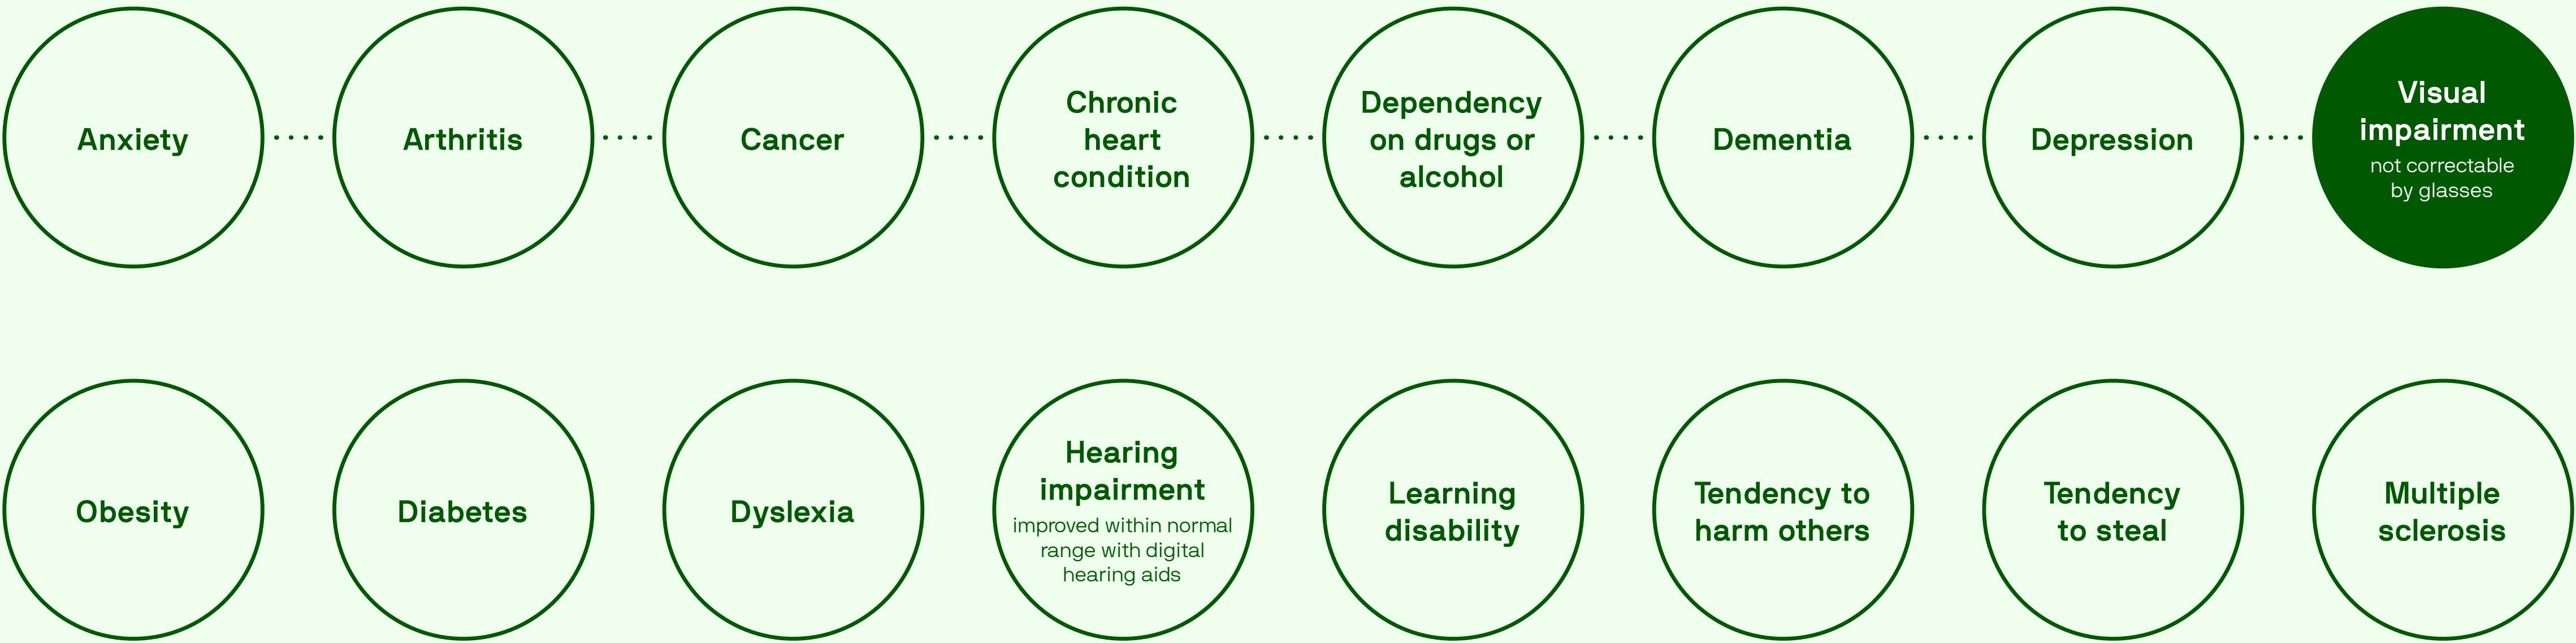 Anxiety
Arthritis
Cancer
Chronic
heart
condition
Dependency
on drugs or
alcohol
Dementia
Depression
Visual
impairment
not correctable
by glasses
Obesity
Diabetes
Dyslexia
Hearing
impairment
improved within normal
range with digital
hearing aids
Learning
disability
Tendency to
harm others
Tendency
to steal
Multiple
sclerosis